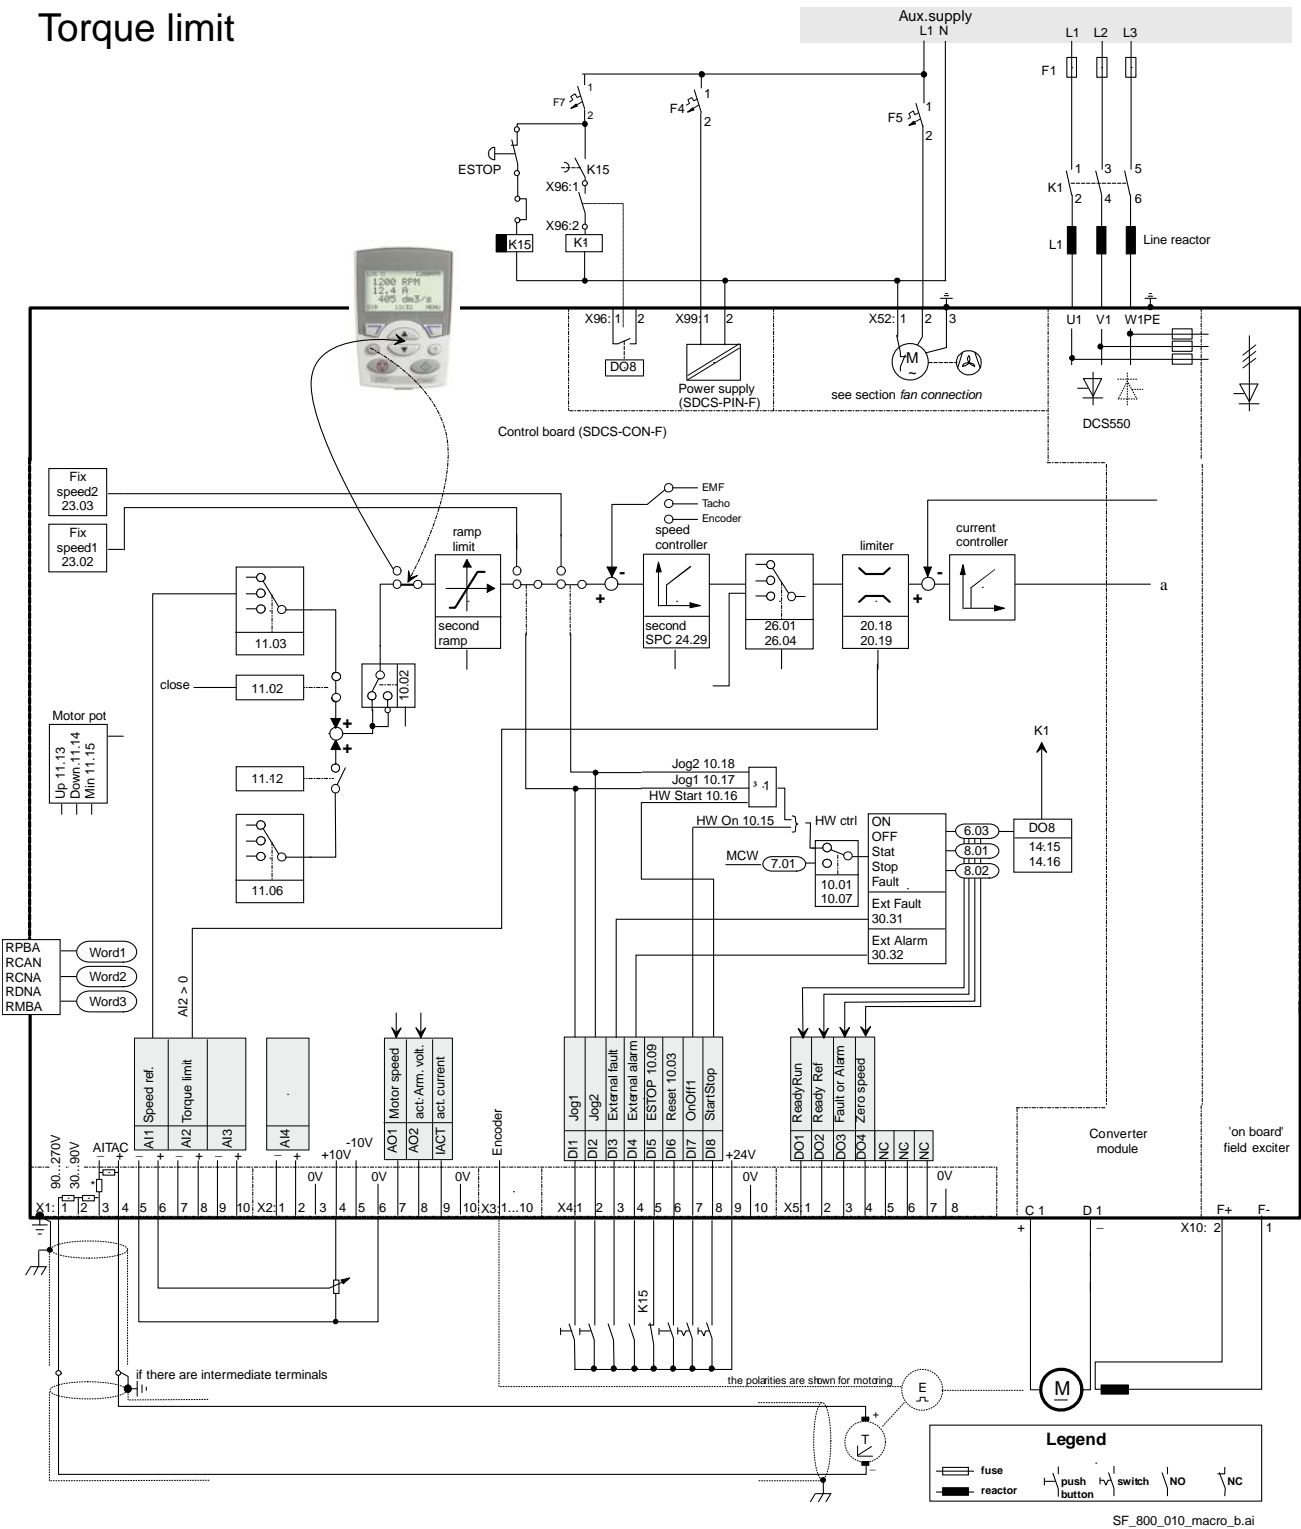 Torque limit
Aux.supply
L1 N
L1 L2 L3
F1
F7 1 2
F4 1 2
F5 1 2
ESTOP
K15
X96:1
X96:2
K15
K1
K1 1 3 5
2 4 6
L1
Line reactor
1200 RPM
12.4 A
405 dm3/s
X96: 1 2
X99: 1 2
X52: 1 2 3
U1 V1 W1PE
DO8
M
~
Power supply
(SDCS-PIN-F)
see section fan connection
DCS550
Control board (SDCS-CON-F)
Fix
speed2
23.03
Fix
speed1
23.02
EMF
Tacho
Encoder
ramp
limit
speed
controller
limiter
current
controller
second
ramp
second
SPC 24.29
26.01
26.04
20.18
20.19
-
+
-
+
a
11.03
close
11.02
10.02
+
+
11.12
11.06
Motor pot
Up 11.13
Down.11.14
Min 11.15
K1
Jog2 10.18
Jog1 10.17
HW Start 10.16
³ -1
HW On 10.15
}
HW ctrl
MCW
7.01
10.01
10.07
ON
OFF
Stat
Stop
Fault
Ext Fault
30.31
Ext Alarm
30.32
6.03
8.01
8.02
DO8
14.15
14.16
RPBA
RCAN
RCNA
RDNA
RMBA
Word1
Word2
Word3
AI2 > 0
AI1 Speed ref.
AI2 Torque limit
AI3
AI4
AO1 Motor speed
AO2 act. Arm. volt.
IACT act. current
Encoder
DI1 Jog1
DI2 Jog2
DI3 External fault
DI4 External alarm
DI5 ESTOP 10.09
DI6 Reset 10.03
DI7 OnOff1
DI8 StartStop
DO1 ReadyRun
DO2 Ready Ref
DO3 Fault or Alarm
DO4 Zero speed
NC
NC
NC
90...270V
30...90V
AITAC
– +
– + – + – +
– +
+10V
-10V
+24V
0V 0V 0V 0V 0V
Converter
module
'on board'
field exciter
X1: 1 2 3 4 5 6 7 8 9 10
X2: 1 2 3 4 5 6 7 8 9 10
X3:1...10
X4:1 2 3 4 5 6 7 8 9 10
X5:1 2 3 4 5 6 7 8
C 1 D 1
+ –
F+ F-
X10: 2 1
K15
if there are intermediate terminals
the polarities are shown for motoring
E
M
T
+
–
Legend
fuse
reactor
push
button
switch
NO
NC
SF_800_010_macro_b.ai